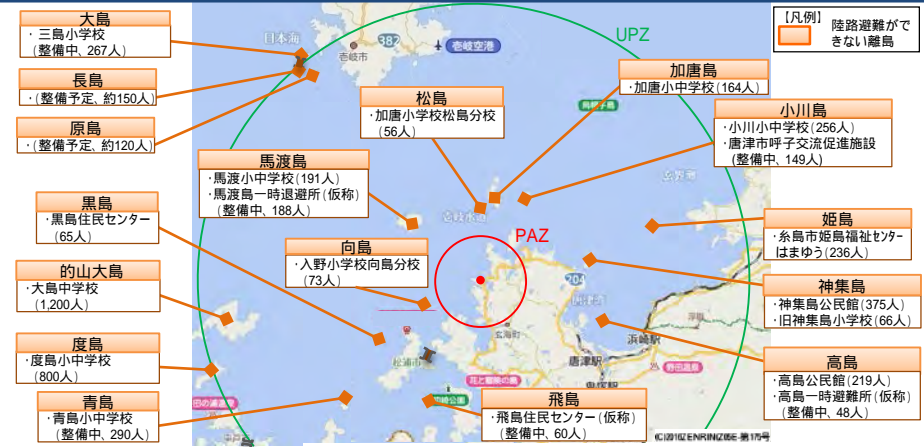 大島
・三島小学校
(整備中、267人)
長島
・(整備予定、約150人)
原島
・(整備予定、約120人)
馬渡島
・馬渡小中学校(191人)
・馬渡島一時退避所(仮称)
(整備中、188人)
黒島
・黒島住民センター
(65人)
向島
・入野小学校向島分校
(73人)
的山大島
・大島中学校
(1,200人)
度島
・度島小中学校
(800人)
青島
・青島小中学校
(整備中、290人)
松島
・加唐小学校松島分校
(56人)
加唐島
・加唐小中学校(164人)
小川島
・小川小中学校(256人)
・唐津市呼子交流促進施設
(整備中、149人)
姫島
・糸島市姫島福祉センター
はまゆう(236人)
神集島
・神集島公民館(375人)
・旧神集島小学校(66人)
高島
・高島公民館(219人)
・高島一時避難所(仮称)
(整備中、48人)
飛島
・飛島住民センター(仮称)
(整備中、60人)
【凡例】
陸路避難が
できない離島
UPZ
PAZ
日本海
382
壱岐空港
壱岐市
壱岐水道
玄界灘
204
玄海町
唐津駅
浜崎駅
松浦市
(C)2016ZENRIN(Z05E-第175号